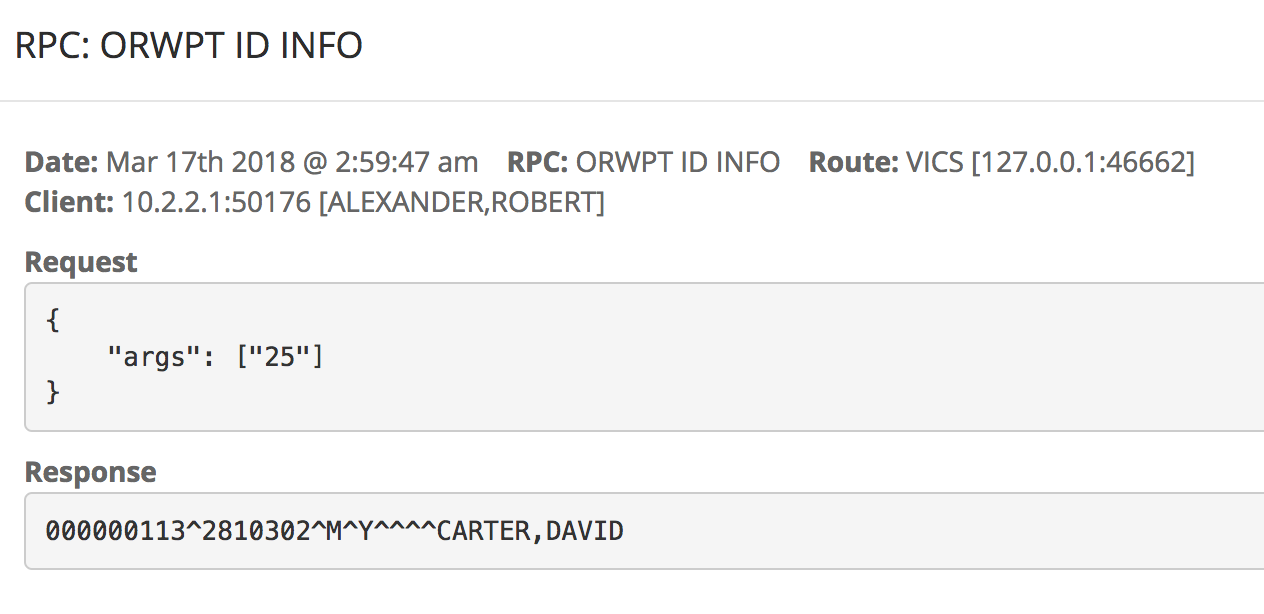 RPC: ORWPT ID INFO
Date: Mar 17th 2018 @ 2:59:47 am RPC: ORWPT ID INFO Route: VICS [127.0.0.1:46662]
Client: 10.2.2.1:50176 [ALEXANDER,ROBERT]
Request
{
    "args": ["25"]
}
Response
000000113^2810302^M^Y^^^^CARTER,DAVID